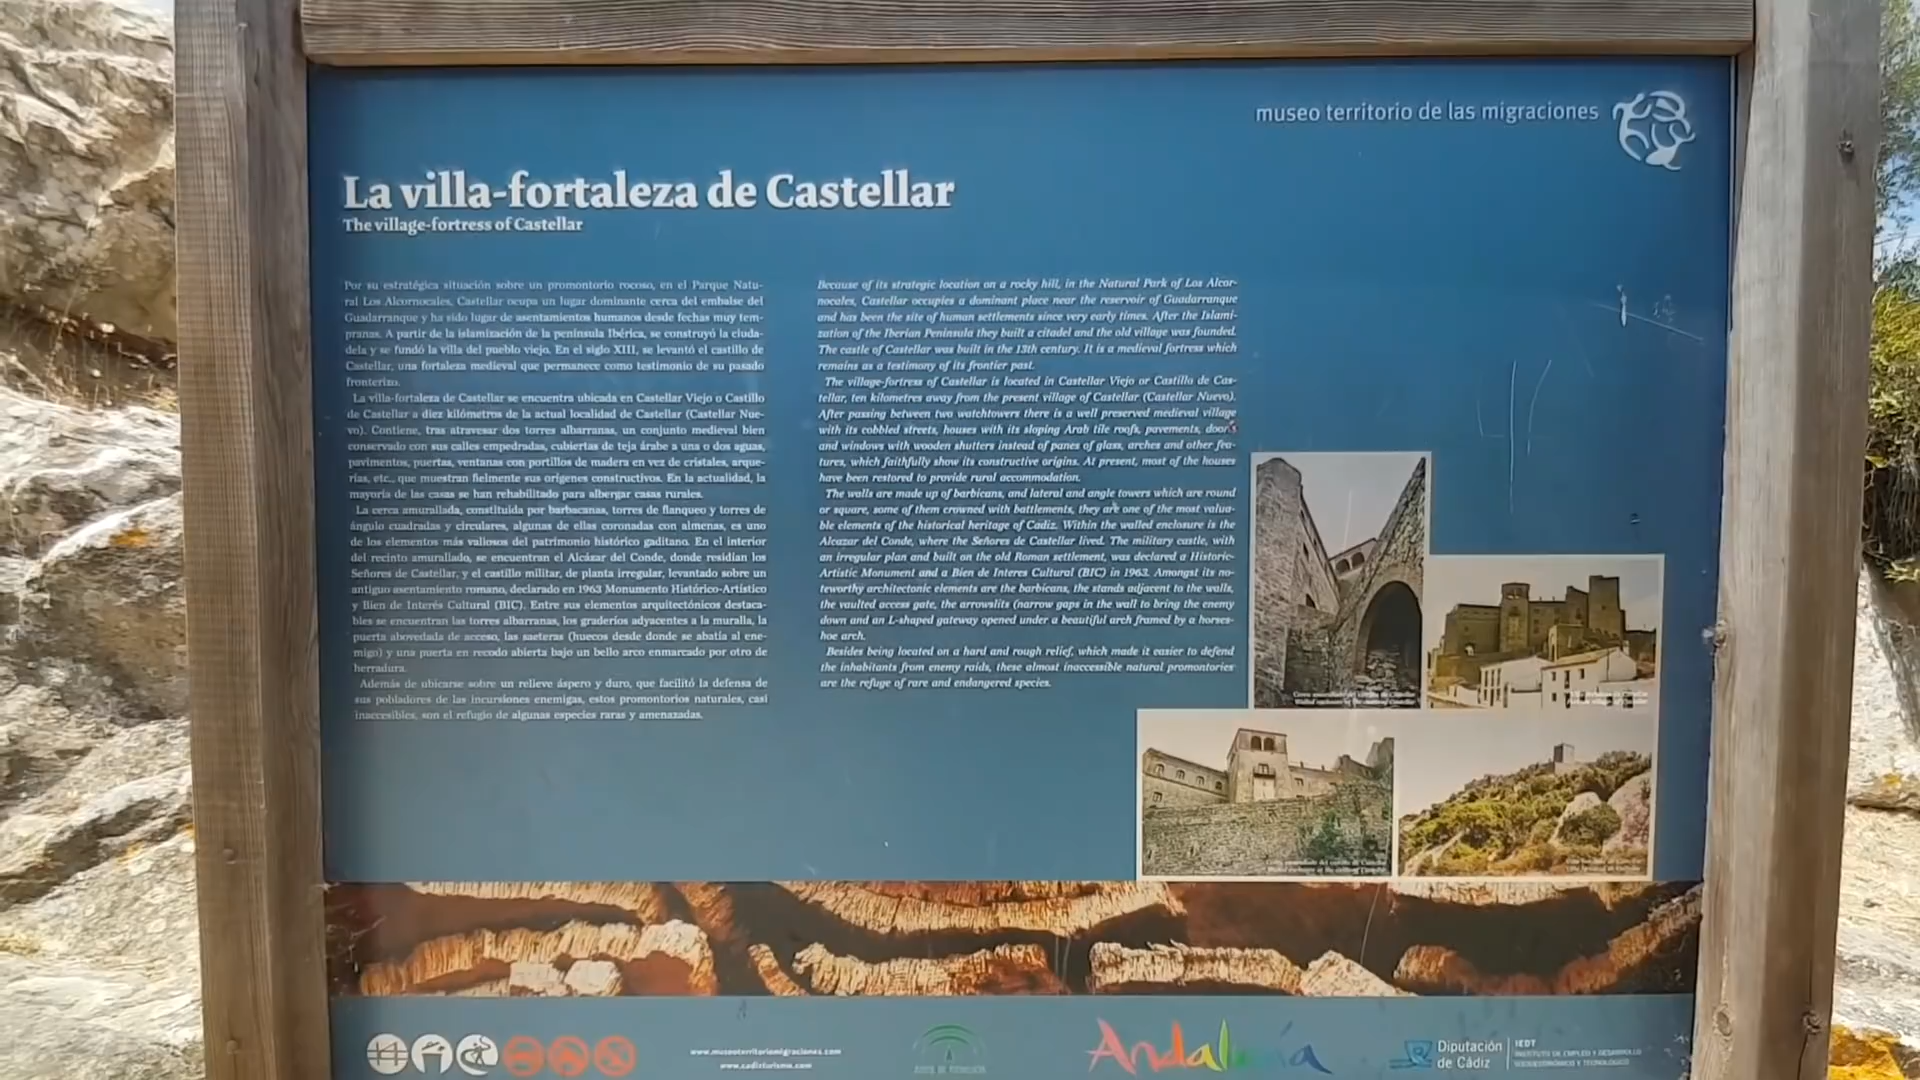 museo territorio de las migraciones
La villa-fortaleza de Castellar
The village-fortress of Castellar
Por su estratégica situación sobre un promontorio rocoso, en el Parque Natu-
ral Los Alcornocales, Castellar ocupa un lugar dominante cerca del embalse del
Guadarranque y ha sido lugar de asentamientos humanos desde fechas muy tem-
pranas. A partir de la islamización de la península Ibérica, se construyó la ciuda-
dela y se fundó la villa del pueblo viejo. En el siglo XIII, se levantó el castillo de
Castellar, una fortaleza medieval que permanece como testimonio de su pasado
fronterizo.
La villa-fortaleza de Castellar se encuentra ubicada en Castellar Viejo o Castillo
de Castellar a diez kilómetros de la actual localidad de Castellar (Castellar Nue-
vo). Contiene, tras atravesar dos torres albarranas, un conjunto medieval bien
conservado con sus calles empedradas, cubiertas de teja árabe a una o dos aguas,
pavimentos, puertas, ventanas con portillos de madera en vez de cristales, arque-
rías, etc., que muestran fielmente sus orígenes constructivos. En la actualidad, la
mayoría de las casas se han rehabilitado para albergar casas rurales.
La cerca amurallada, constituida por barbacanas, torres de flanqueo y torres de
ángulo cuadradas y circulares, algunas de ellas coronadas con almenas, es uno
de los elementos más valiosos del patrimonio histórico gaditano. En el interior
del recinto amurallado, se encuentran el Alcázar del Conde, donde residían los
Señores de Castellar, y el castillo militar, de planta irregular, levantado sobre un
antiguo asentamiento romano, declarado en 1963 Monumento Histórico-Artístico
y Bien de Interés Cultural (BIC). Entre sus elementos arquitectónicos destaca-
bles se encuentran las torres albarranas, los graderíos adyacentes a la muralla, la
puerta abovedada de acceso, las saeteras (huecos desde donde se abatía al ene-
migo) y una puerta en recodo abierta bajo un bello arco enmarcado por otro de
herradura.
Además de ubicarse sobre un relieve áspero y duro, que facilitó la defensa de
sus pobladores de las incursiones enemigas, estos promontorios naturales, casi
inaccesibles, son el refugio de algunas especies raras y amenazadas.
Because of its strategic location on a rocky hill, in the Natural Park of Los Alcor-
nocales, Castellar occupies a dominant place near the reservoir of Guadarranque
and has been the site of human settlements since very early times. After the Islami-
zation of the Iberian Peninsula they built a citadel and the old village was founded.
The castle of Castellar was built in the 13th century. It is a medieval fortress which
remains as a testimony of its frontier past.
The village-fortress of Castellar is located in Castellar Viejo or Castillo de Cas-
tellar, ten kilometres away from the present village of Castellar (Castellar Nuevo).
After passing between two watchtowers there is a well preserved medieval village
with its cobbled streets, houses with its sloping Arab tile roofs, pavements, doors
and windows with wooden shutters instead of panes of glass, arches and other fea-
tures, which faithfully show its constructive origins. At present, most of the houses
have been restored to provide rural accommodation.
The walls are made up of barbicans, and lateral and angle towers which are round
or square, some of them crowned with battlements, they are one of the most valua-
ble elements of the historical heritage of Cadiz. Within the walled enclosure is the
Alcazar del Conde, where the Señores de Castellar lived. The military castle, with
an irregular plan and built on the old Roman settlement, was declared a Historic-
Artistic Monument and a Bien de Interes Cultural (BIC) in 1963. Amongst its no-
teworthy architectonic elements are the barbicans, the stands adjacent to the walls,
the vaulted access gate, the arrowslits (narrow gaps in the wall to bring the enemy
down and an L-shaped gateway opened under a beautiful arch framed by a horses-
hoe arch.
Besides being located on a hard and rough relief, which made it easier to defend
the inhabitants from enemy raids, these almost inaccessible natural promontories
are the refuge of rare and endangered species.
www.museoterritoriomigraciones.com
www.cadizturismo.com
Andalucía
Diputación
de Cádiz
IEDT
INSTITUTO DE EMPLEO Y DESARROLLO
SOCIOECONÓMICO Y TECNOLÓGICO